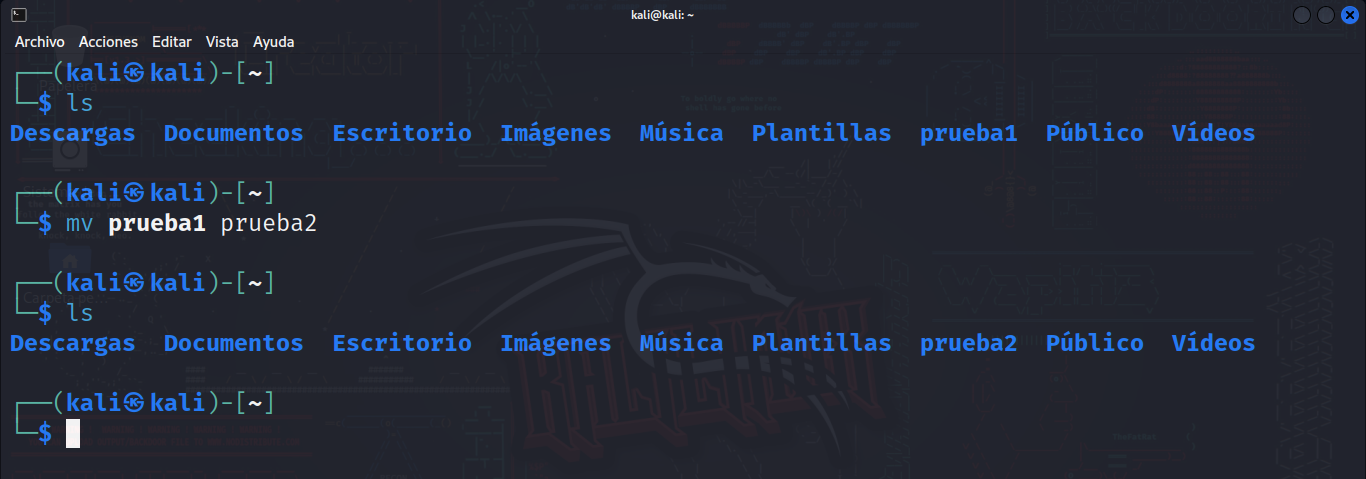 kali@kali: ~
Archivo Acciones Editar Vista Ayuda
┌──(kali㉿kali)-[~]
└─$ ls
Descargas Documentos Escritorio Imágenes Música Plantillas prueba1 Público Vídeos
┌──(kali㉿kali)-[~]
└─$ mv prueba1 prueba2
┌──(kali㉿kali)-[~]
└─$ ls
Descargas Documentos Escritorio Imágenes Música Plantillas prueba2 Público Vídeos
┌──(kali㉿kali)-[~]
└─$